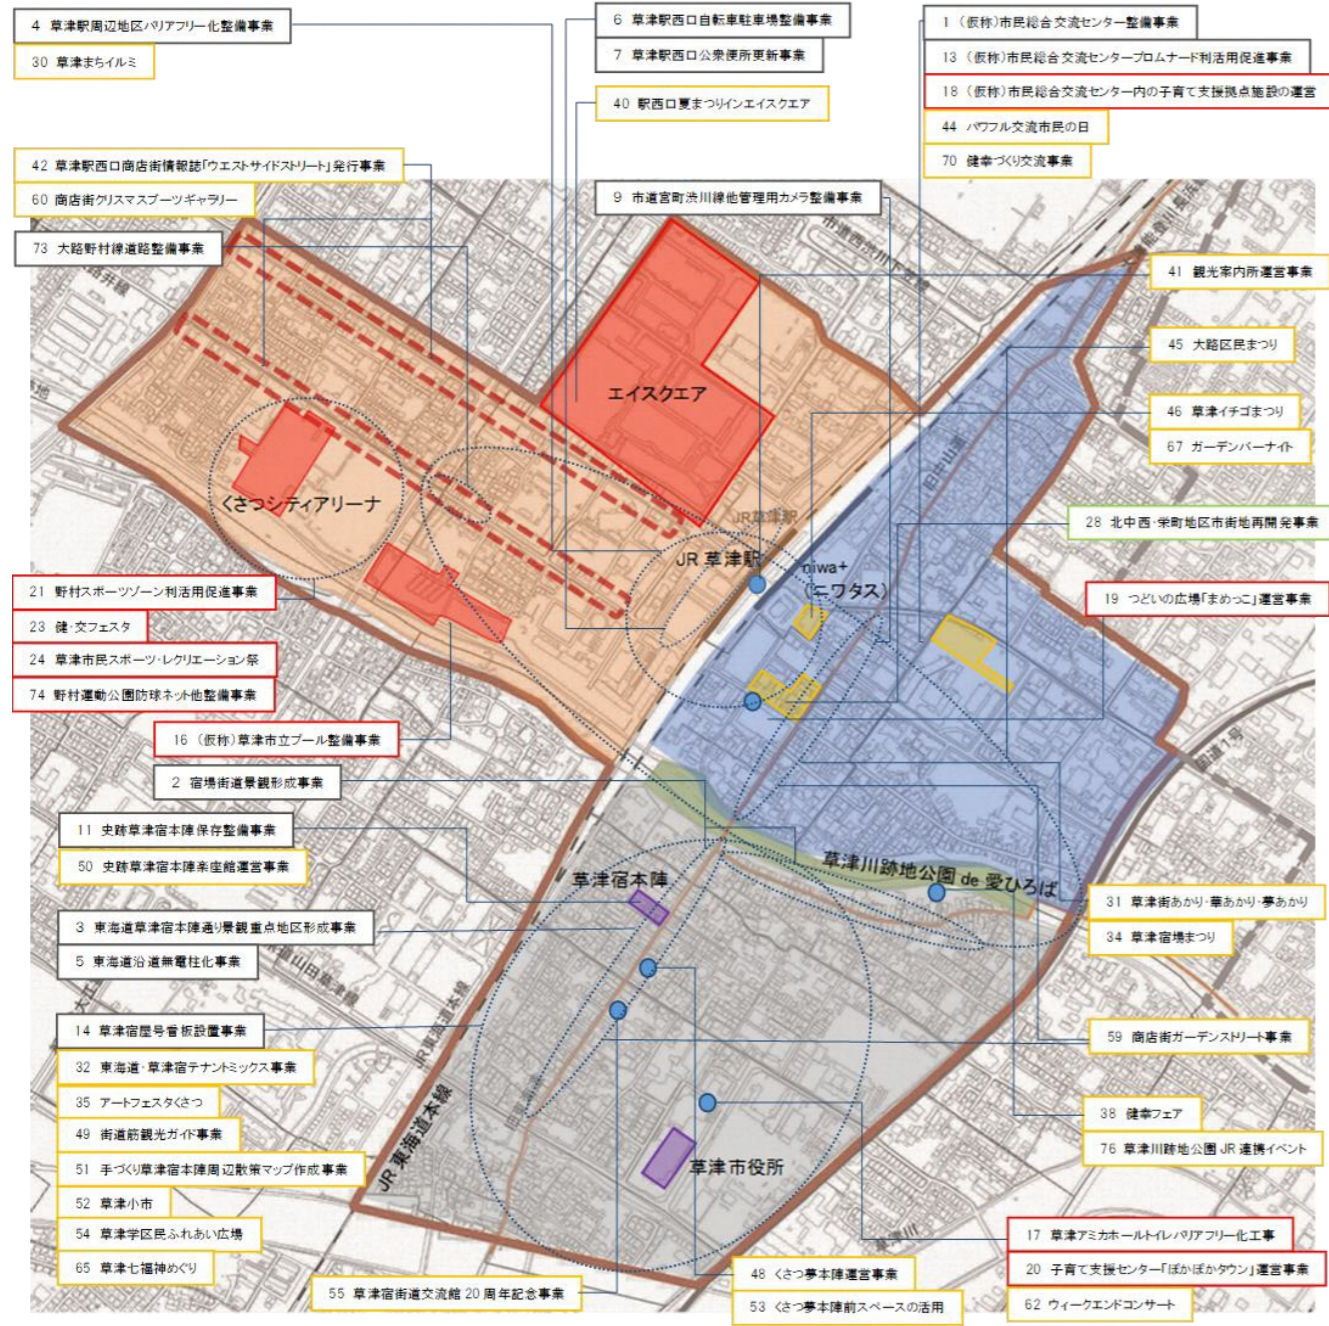 4 草津駅周辺地区バリアフリー化整備事業
30 草津まちイルミ
6 草津駅西口自転車駐車場整備事業
7 草津駅西口公衆便所更新事業
40 駅西口夏まつりインエイスクエア
1 (仮称)市民総合交流センター整備事業
13 (仮称)市民総合交流センタープロムナード利活用促進事業
18 (仮称)市民総合交流センター内の子育て支援拠点施設の運営
44 パワフル交流市民の日
70 健幸づくり交流事業
42 草津駅西口商店街情報誌「ウエストサイドストリート」発行事業
60 商店街クリスマスブーツギャラリー
73 大路野村線道路整備事業
9 市道宮町渋川線他管理用カメラ整備事業
41 観光案内所運営事業
45 大路区民まつり
46 草津イチゴまつり
67 ガーデンバーナイト
28 北中西・栄町地区市街地再開発事業
19 つどいの広場「まめっこ」運営事業
エイスクエア
くさつシティアリーナ
JR草津駅
JR 草津駅
niwa+
(ニワタス)
旧中山道
国道1号
21 野村スポーツゾーン利活用促進事業
23 健・交フェスタ
24 草津市民スポーツ・レクリエーション祭
74 野村運動公園防球ネット他整備事業
16 (仮称)草津市立プール整備事業
2 宿場街道景観形成事業
11 史跡草津宿本陣保存整備事業
50 史跡草津宿本陣楽座館運営事業
草津宿本陣
草津川跡地公園 de 愛ひろば
3 東海道草津宿本陣通り景観重点地区形成事業
5 東海道沿道無電柱化事業
31 草津街あかり・華あかり・夢あかり
34 草津宿場まつり
14 草津宿屋号看板設置事業
32 東海道・草津宿テナントミックス事業
35 アートフェスタくさつ
49 街道筋観光ガイド事業
51 手づくり草津宿本陣周辺散策マップ作成事業
52 草津小市
54 草津学区民ふれあい広場
65 草津七福神めぐり
JR東海道本線
JR 東海道本線
旧東海道
59 商店街ガーデンストリート事業
38 健幸フェア
76 草津川跡地公園 JR 連携イベント
草津市役所
草津川
17 草津アミカホールトイレバリアフリー化工事
20 子育て支援センター「ぽかぽかタウン」運営事業
62 ウィークエンドコンサート
48 くさつ夢本陣運営事業
53 くさつ夢本陣前スペースの活用
55 草津宿街道交流館 20 周年記念事業